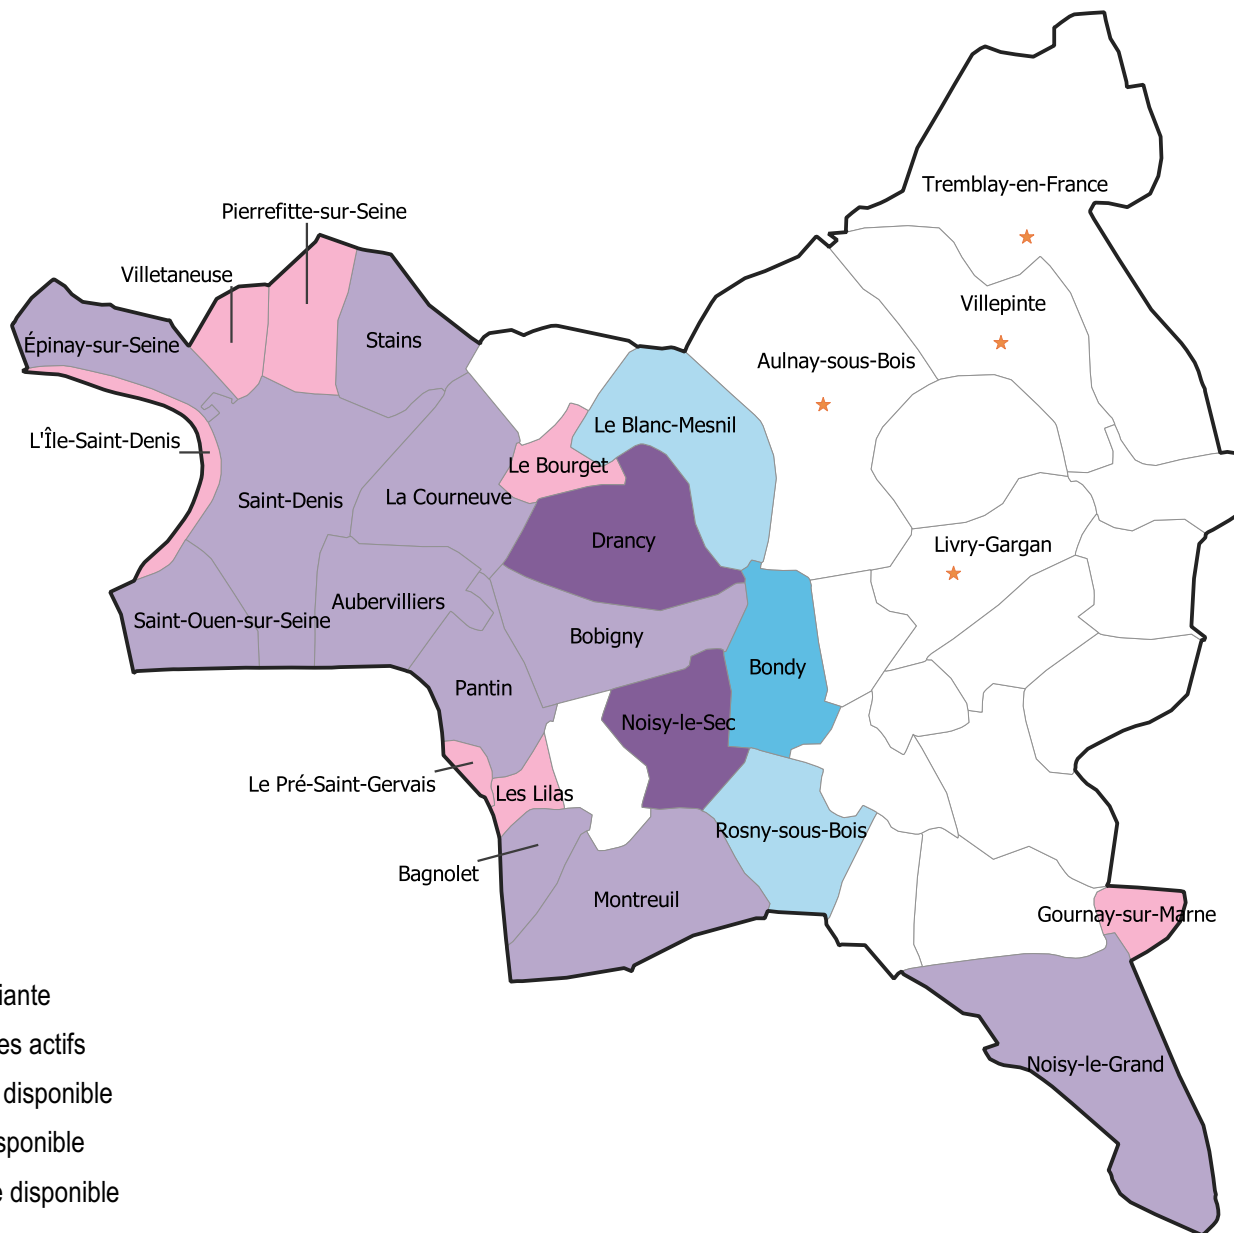 Tremblay-en-France
Pierrefitte-sur-Seine
Villetaneuse
Villepinte
Épinay-sur-Seine
Stains
Aulnay-sous-Bois
Le Blanc-Mesnil
L'Île-Saint-Denis
Le Bourget
Saint-Denis
La Courneuve
Drancy
Livry-Gargan
Aubervilliers
Saint-Ouen-sur-Seine
Bobigny
Bondy
Pantin
Noisy-le-Sec
Le Pré-Saint-Gervais
Les Lilas
Rosny-sous-Bois
Bagnolet
Montreuil
Gournay-sur-Marne
Noisy-le-Grand
iante
es actifs
disponible
sponible
e disponible